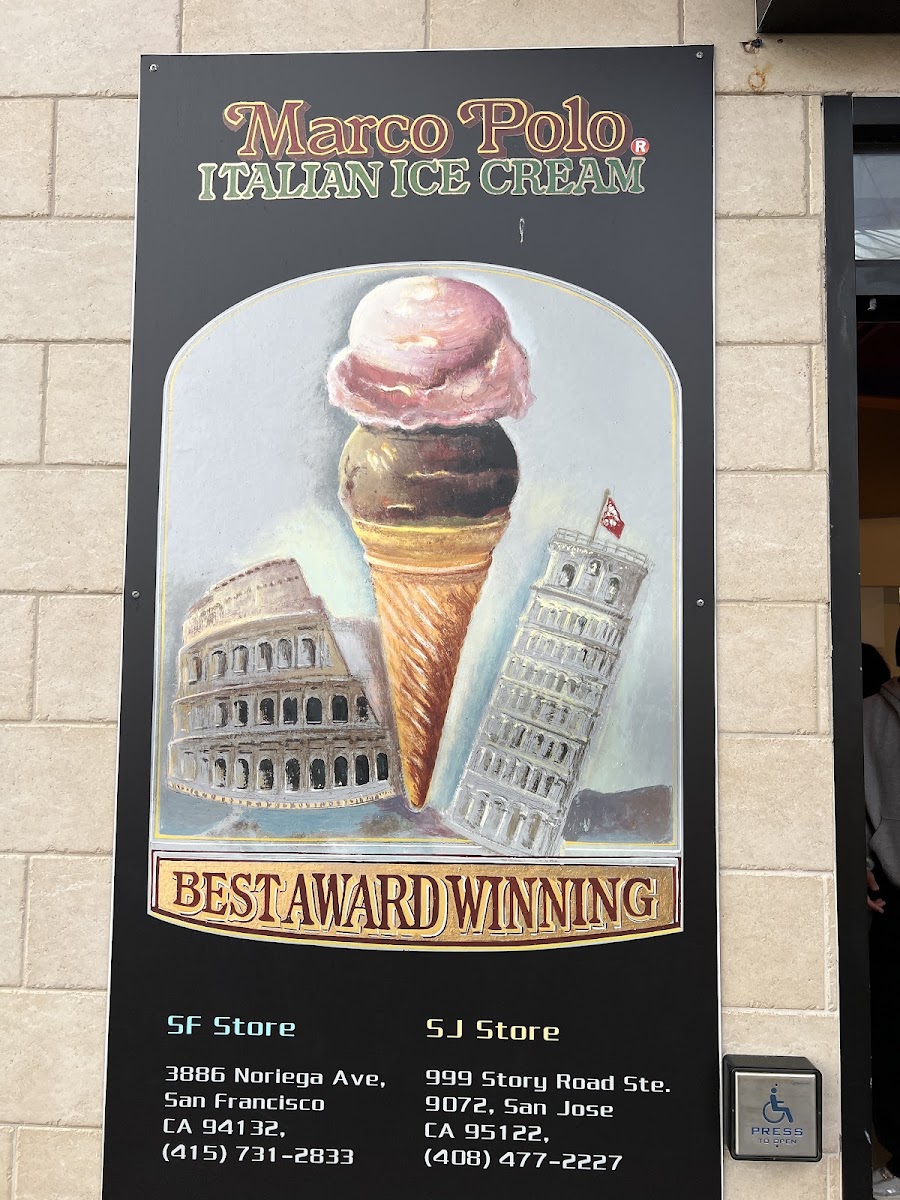 Marco Polo ®
ITALIAN ICE CREAM
BEST AWARD WINNING
SF Store
3886 Noriega Ave,
San Francisco
CA 94132,
(415) 731-2833
SJ Store
999 Story Road Ste.
9072, San Jose
CA 95122,
(408) 477-2227
PRESS
TO OPEN